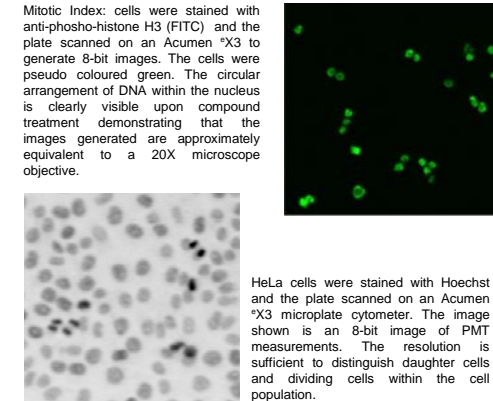 Mitotic Index: cells were stained with
anti-phosho-histone H3 (FITC) and the
plate scanned on an Acumen eX3 to
generate 8-bit images. The cells were
pseudo coloured green. The circular
arrangement of DNA within the nucleus
is clearly visible upon compound
treatment demonstrating that the
images generated are approximately
equivalent to a 20X microscope
objective.
HeLa cells were stained with Hoechst
and the plate scanned on an Acumen
eX3 microplate cytometer. The image
shown is an 8-bit image of PMT
measurements. The resolution is
sufficient to distinguish daughter cells
and dividing cells within the cell
population.